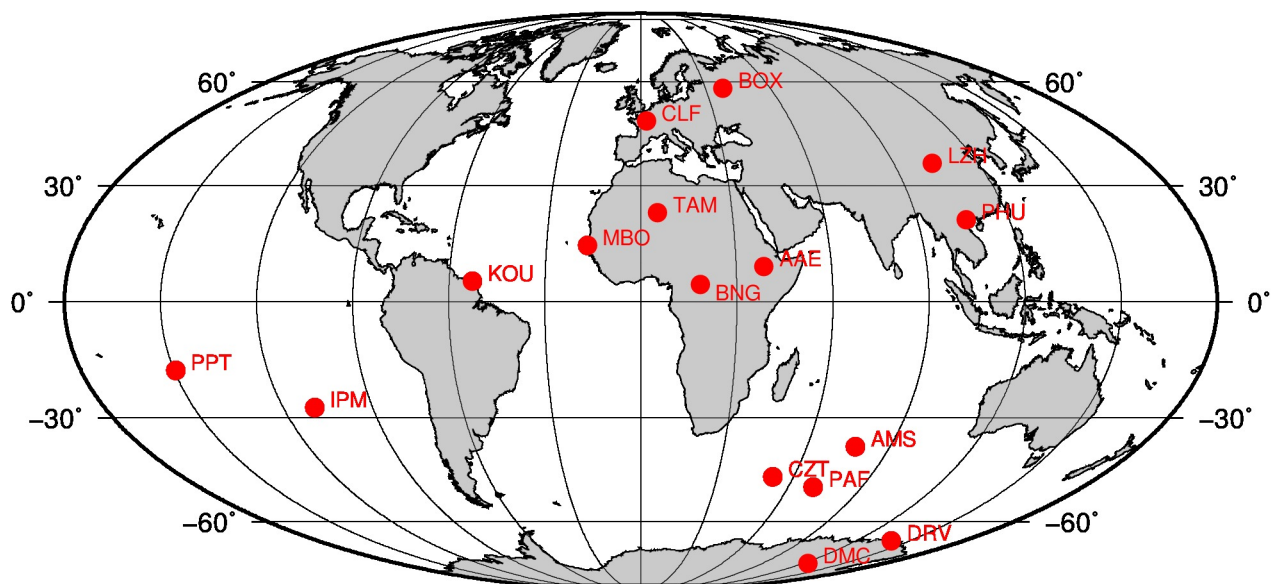 60° 60°
BOX
CLF
LZH
30° 30°
TAM
PHU
MBO
AAE
KOU
BNG
0° 0°
PPT
IPM
−30° −30°
AMS
CZT
PAF
−60° −60°
DRV
DMC